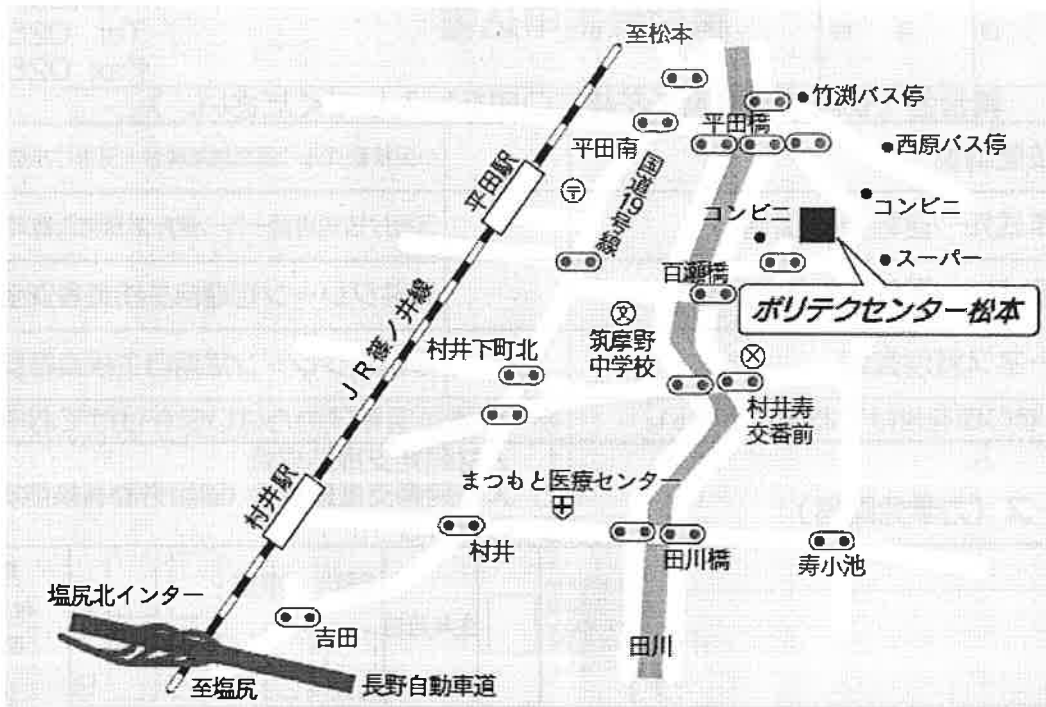 至松本
竹渕バス停
平田橋
平田南
西原バス停
国道19号線
平田駅
〒
コンビニ
コンビニ
スーパー
百瀬橋
ポリテクセンター松本
文
筑摩野
中学校
JR篠ノ井線
村井下町北
村井寿
交番前
まつもと医療センター
村井駅
村井
田川橋
寿小池
塩尻北インター
吉田
田川
至塩尻
長野自動車道